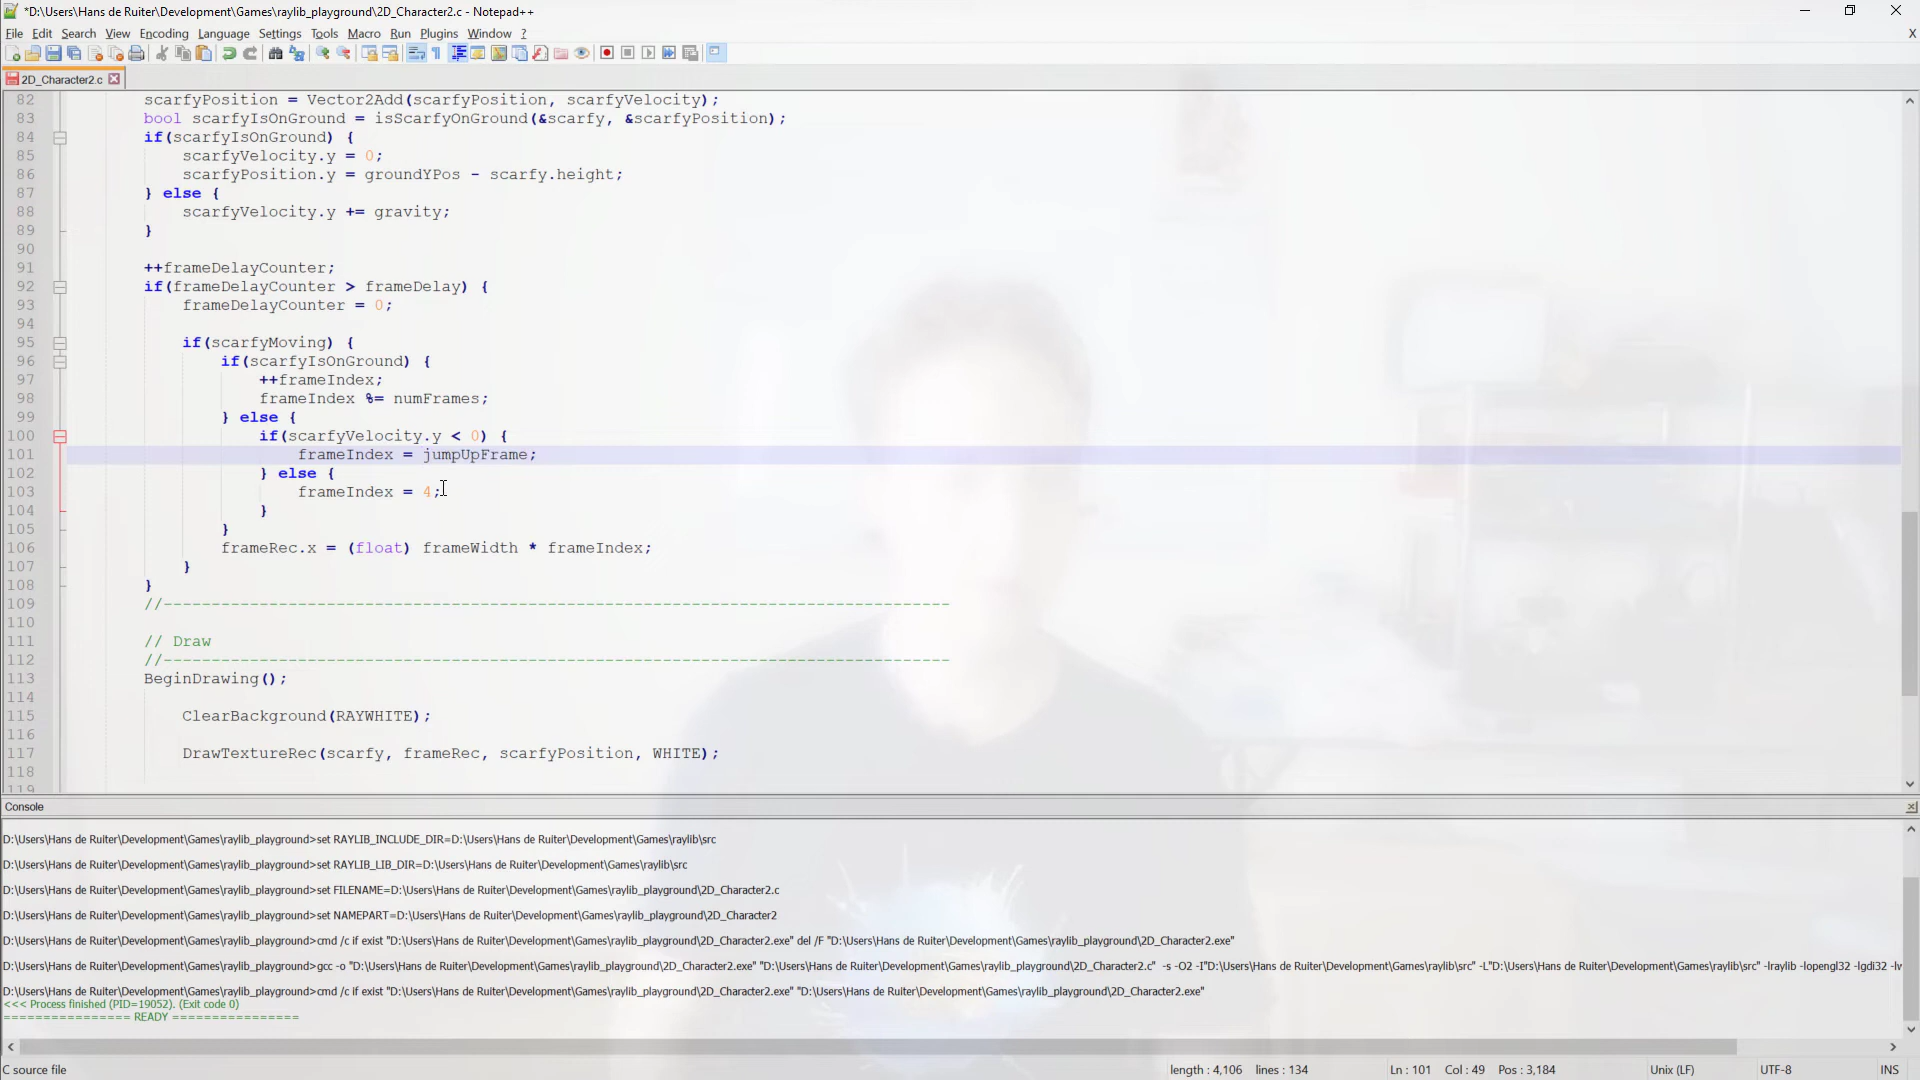 *D:\Users\Hans de Ruiter\Development\Games\raylib_playground\2D_Character2.c - Notepad++
File Edit Search View Encoding Language Settings Tools Macro Run Plugins Window ? X
2D_Character2.c
82 scarfyPosition = Vector2Add(scarfyPosition, scarfyVelocity);
83 bool scarfyIsOnGround = isScarfyOnGround(&scarfy, &scarfyPosition);
84 if(scarfyIsOnGround) {
85 scarfyVelocity.y = 0;
86 scarfyPosition.y = groundYPos - scarfy.height;
87 } else {
88 scarfyVelocity.y += gravity;
89 }
90
91 ++frameDelayCounter;
92 if(frameDelayCounter > frameDelay) {
93 frameDelayCounter = 0;
94
95 if(scarfyMoving) {
96 if(scarfyIsOnGround) {
97 ++frameIndex;
98 frameIndex %= numFrames;
99 } else {
100 if(scarfyVelocity.y < 0) {
101 frameIndex = jumpUpFrame;
102 } else {
103 frameIndex = 4;
104 }
105 }
106 frameRec.x = (float) frameWidth * frameIndex;
107 }
108 }
109 //----------------------------------------------------------------------------------
110
111 // Draw
112 //----------------------------------------------------------------------------------
113 BeginDrawing();
114
115 ClearBackground(RAYWHITE);
116
117 DrawTextureRec(scarfy, frameRec, scarfyPosition, WHITE);
118
119
Console
D:\Users\Hans de Ruiter\Development\Games\raylib_playground>set RAYLIB_INCLUDE_DIR=D:\Users\Hans de Ruiter\Development\Games\raylib\src
D:\Users\Hans de Ruiter\Development\Games\raylib_playground>set RAYLIB_LIB_DIR=D:\Users\Hans de Ruiter\Development\Games\raylib\src
D:\Users\Hans de Ruiter\Development\Games\raylib_playground>set FILENAME=D:\Users\Hans de Ruiter\Development\Games\raylib_playground\2D_Character2.c
D:\Users\Hans de Ruiter\Development\Games\raylib_playground>set NAMEPART=D:\Users\Hans de Ruiter\Development\Games\raylib_playground\2D_Character2
D:\Users\Hans de Ruiter\Development\Games\raylib_playground>cmd /c if exist "D:\Users\Hans de Ruiter\Development\Games\raylib_playground\2D_Character2.exe" del /F "D:\Users\Hans de Ruiter\Development\Games\raylib_playground\2D_Character2.exe"
D:\Users\Hans de Ruiter\Development\Games\raylib_playground>gcc -o "D:\Users\Hans de Ruiter\Development\Games\raylib_playground\2D_Character2.exe" "D:\Users\Hans de Ruiter\Development\Games\raylib_playground\2D_Character2.c" -s -O2 -I"D:\Users\Hans de Ruiter\Development\Games\raylib\src" -L"D:\Users\Hans de Ruiter\Development\Games\raylib\src" -lraylib -lopengl32 -lgdi32 -lw
D:\Users\Hans de Ruiter\Development\Games\raylib_playground>cmd /c if exist "D:\Users\Hans de Ruiter\Development\Games\raylib_playground\2D_Character2.exe" "D:\Users\Hans de Ruiter\Development\Games\raylib_playground\2D_Character2.exe"
<<< Process finished (PID=19052). (Exit code 0)
================ READY ================
C source file length : 4,106 lines : 134 Ln : 101 Col : 49 Pos : 3,184 Unix (LF) UTF-8 INS